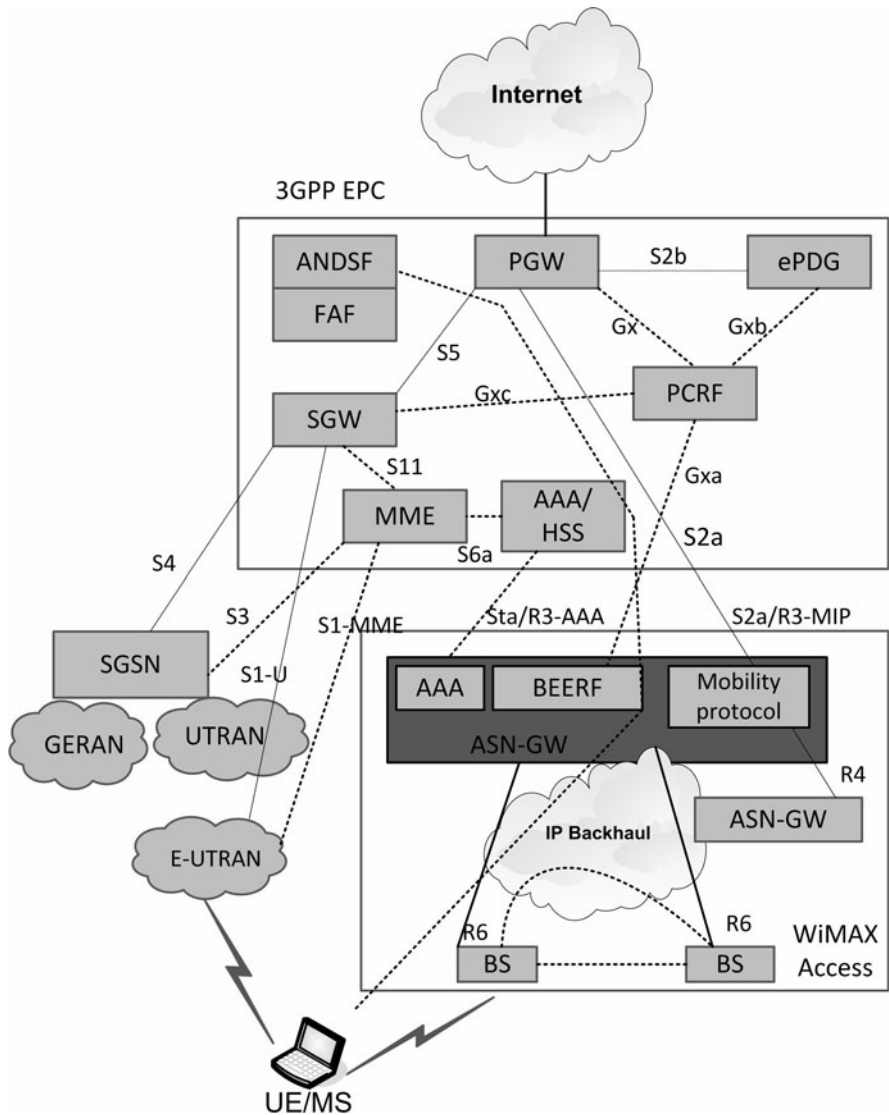 Internet
3GPP EPC
ANDSF
PGW
S2b
ePDG
FAF
Gx
Gxb
S5
Gxc
PCRF
SGW
S11
Gxa
MME
AAA/
HSS
S6a
S2a
S4
S3
S1-MME
Sta/R3-AAA
S2a/R3-MIP
SGSN
S1-U
AAA
BEERF
Mobility
protocol
GERAN
UTRAN
ASN-GW
R4
ASN-GW
IP Backhaul
E-UTRAN
R6
R6
WiMAX
Access
BS
BS
UE/MS